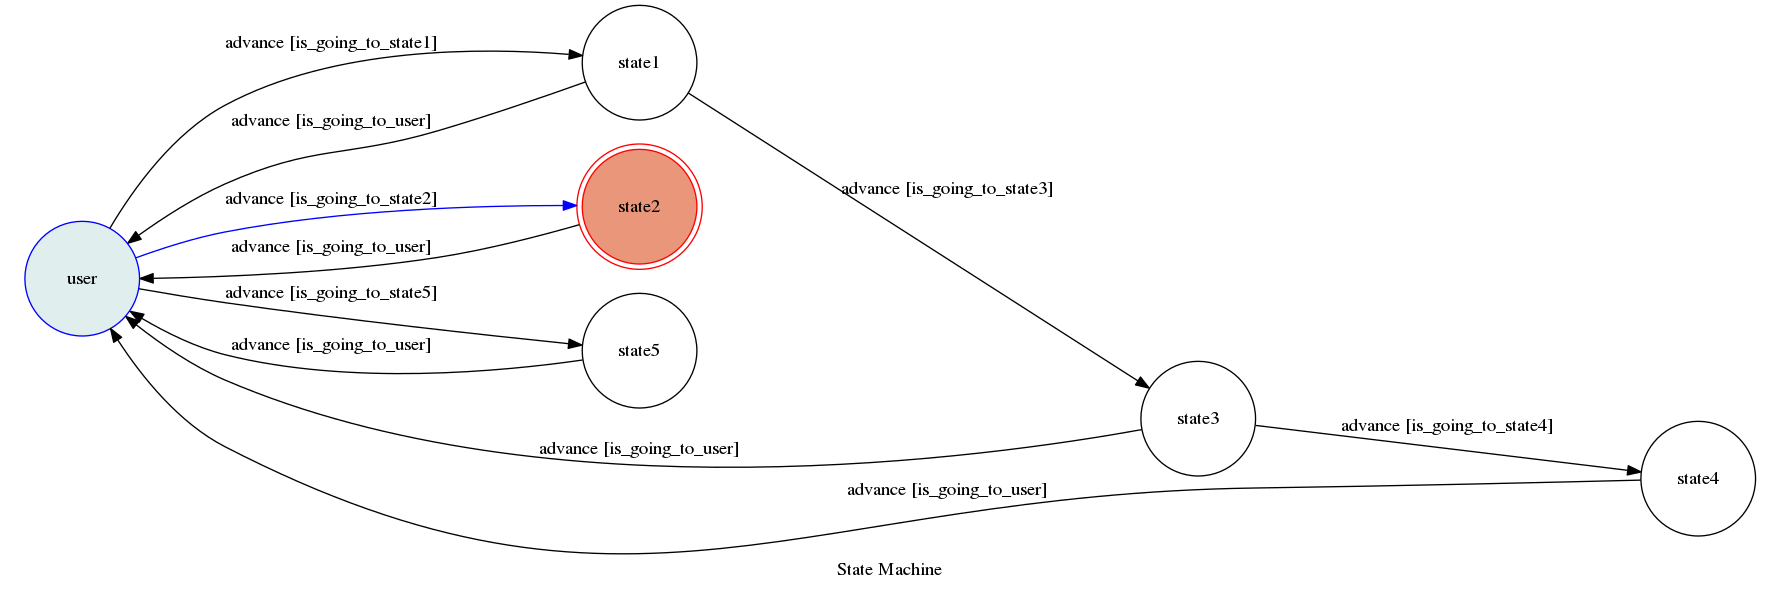 advance [is_going_to_state1]
state1
advance [is_going_to_user]
advance [is_going_to_state3]
advance [is_going_to_state2]
state2
advance [is_going_to_user]
user
advance [is_going_to_state5]
advance [is_going_to_user]
state5
state3
advance [is_going_to_state4]
advance [is_going_to_user]
state4
advance [is_going_to_user]
State Machine